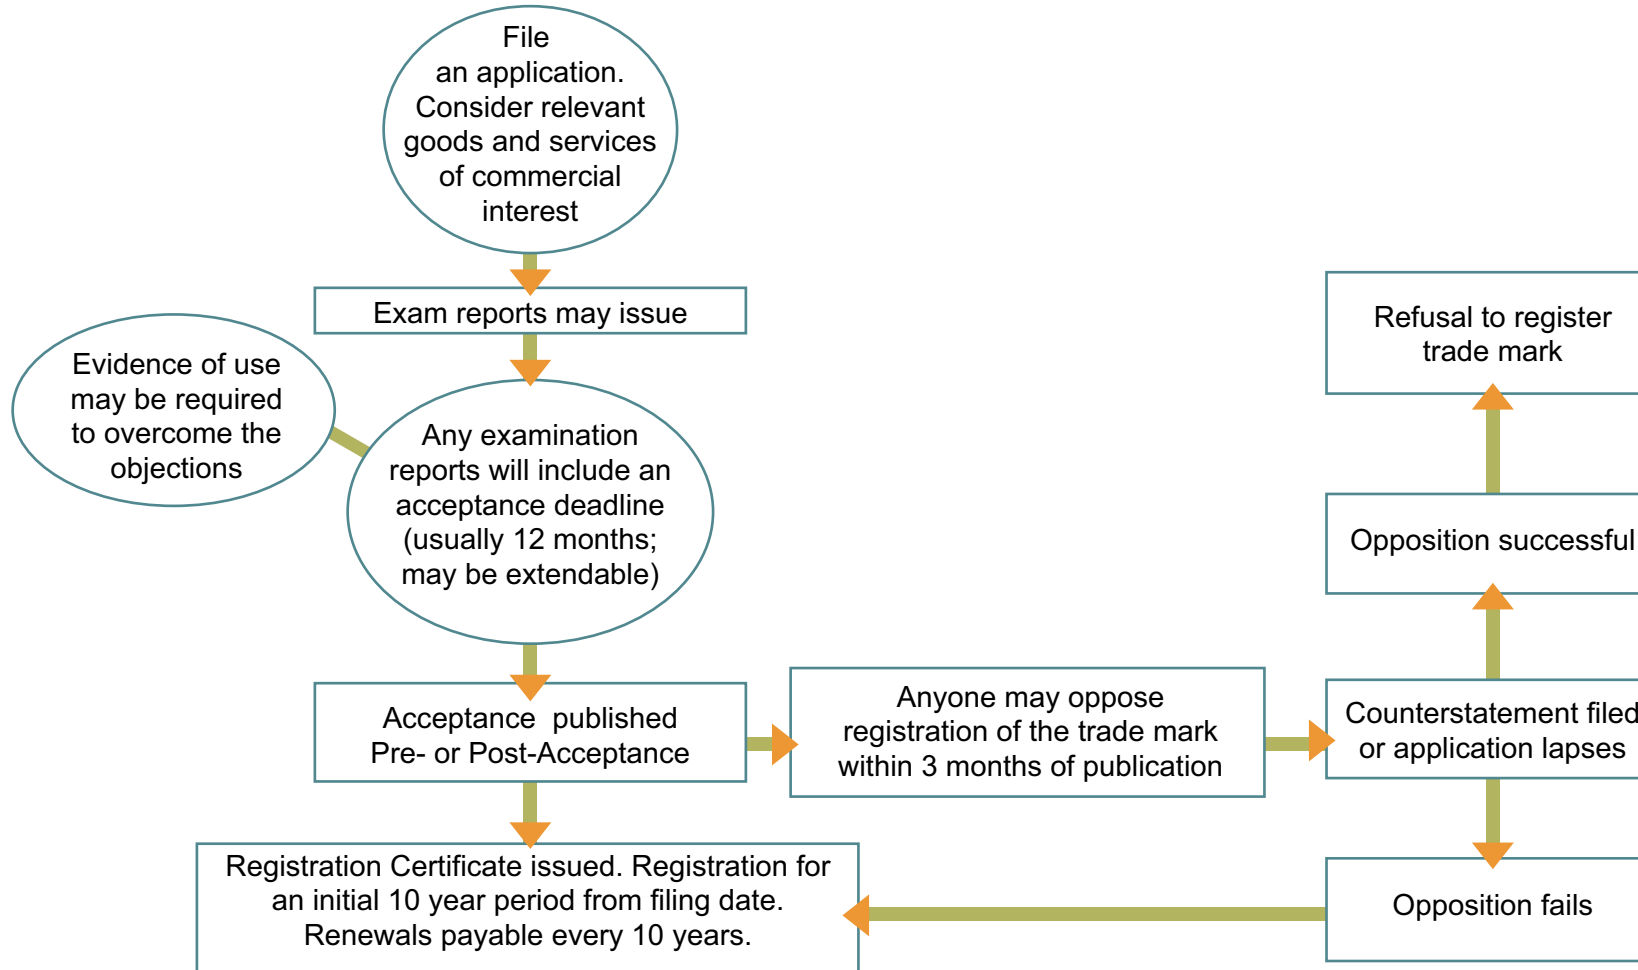 File
an application.
Consider relevant
goods and services
of commercial
interest
Exam reports may issue
Evidence of use
may be required
to overcome the
objections
Any examination
reports will include an
acceptance deadline
(usually 12 months;
may be extendable)
Acceptance  published
Pre- or Post-Acceptance
Anyone may oppose
registration of the trade mark
within 3 months of publication
Counterstatement filed
or application lapses
Opposition successful
Refusal to register
trade mark
Opposition fails
Registration Certificate issued. Registration for
an initial 10 year period from filing date.
Renewals payable every 10 years.